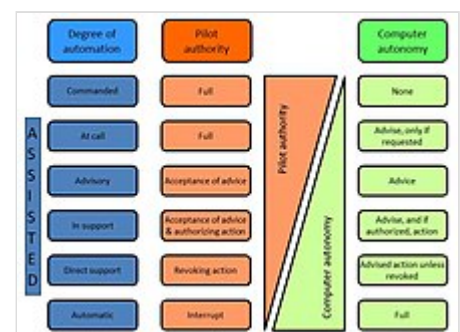 Degree of
automation
Pilot
authority
Computer
autonomy
Commanded
Full
None
At call
Full
Advise, only if
requested
Advisory
Acceptance of advice
Advice
In support
Acceptance of advice
& authorizing action
Advise, and if
authorized, action
Direct support
Revoking action
Advised action unless
revoked
Automatic
Interrupt
Full
ASSISTED
Pilot authority
Computer autonomy